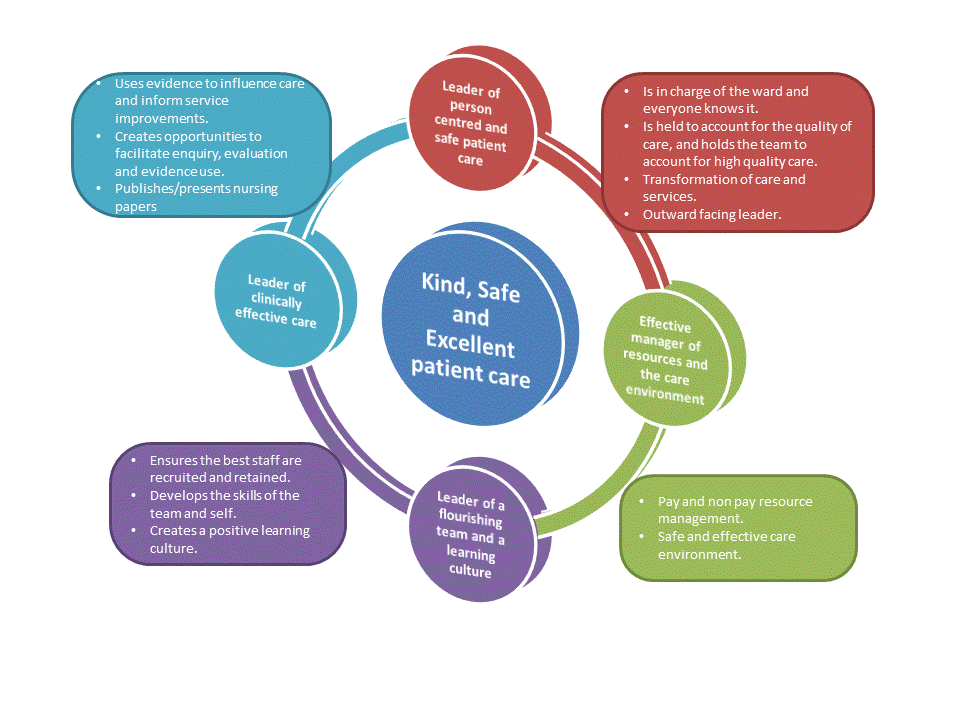 • Uses evidence to influence care
and inform service
improvements.
• Creates opportunities to
facilitate enquiry, evaluation
and evidence use.
• Publishes/presents nursing
papers
Leader of
person
centred and
safe patient
care
• Is in charge of the ward and
everyone knows it.
• Is held to account for the quality of
care, and holds the team to
account for high quality care.
• Transformation of care and
services.
• Outward facing leader.
Leader of
clinically
effective care
Kind, Safe
and
Excellent
patient care
Effective
manager of
resources and
the care
environment
• Ensures the best staff are
recruited and retained.
• Develops the skills of the
team and self.
• Creates a positive learning
culture.
Leader of a
flourishing
team and a
learning
culture
• Pay and non pay resource
management.
• Safe and effective care
environment.